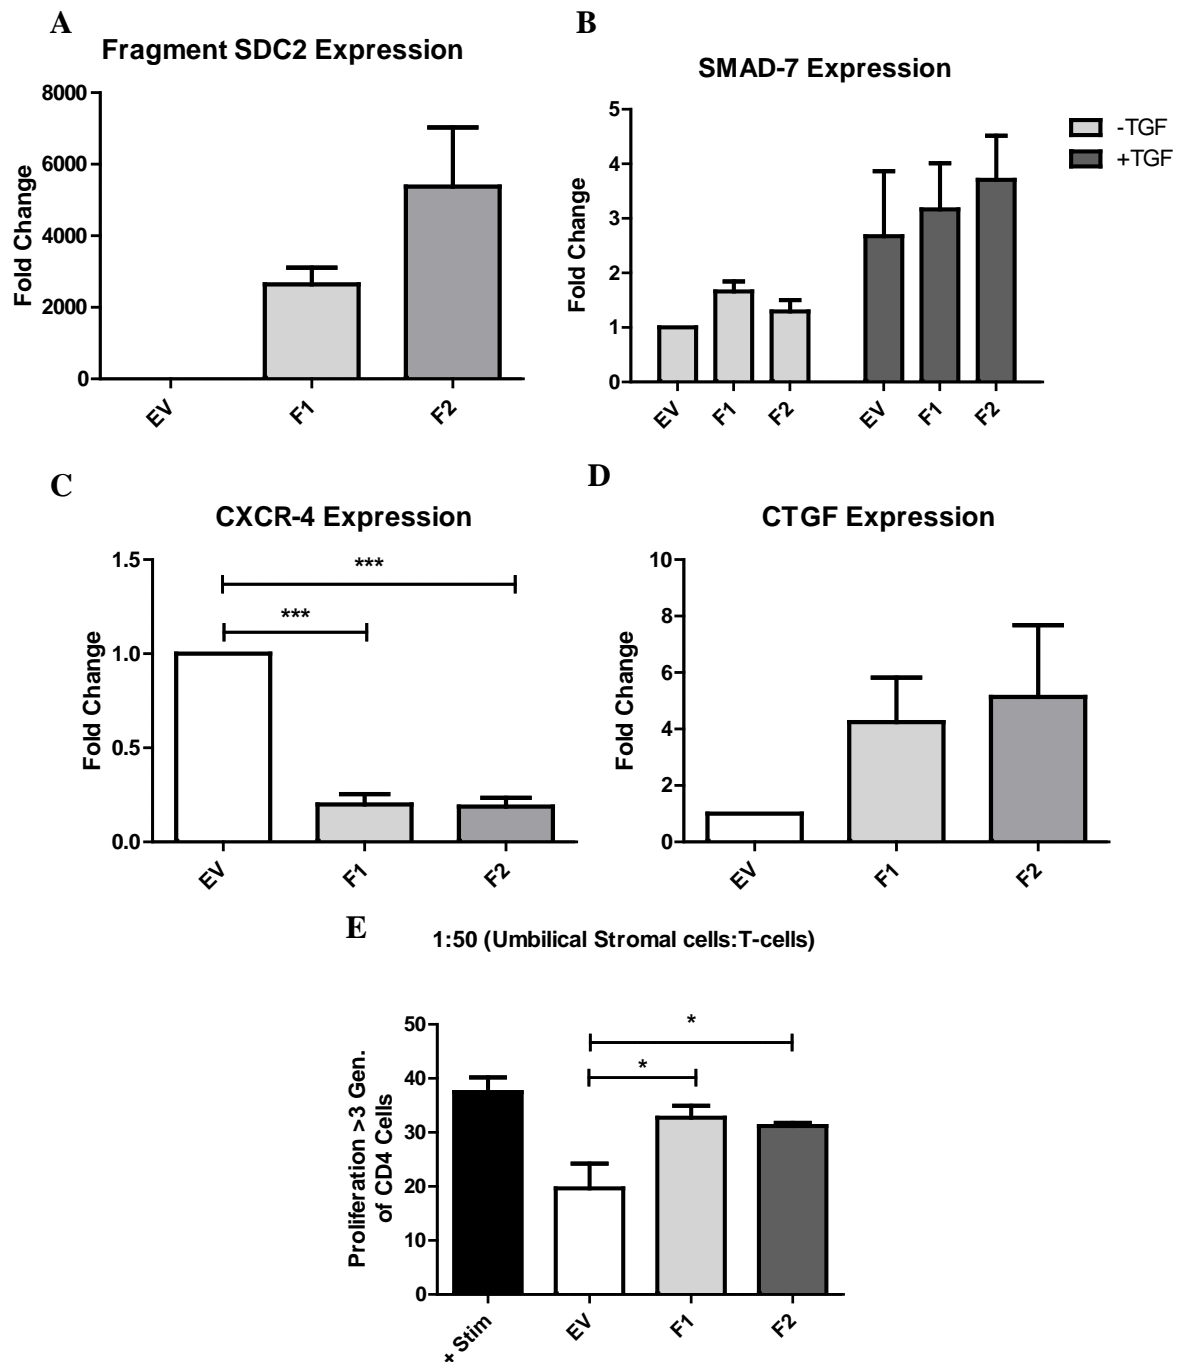 A
Fragment SDC2 Expression
8000
6000
4000
2000
0
Fold Change
EV
F1
F2
B
SMAD-7 Expression
5
4
3
2
1
0
Fold Change
EV
F1
F2
EV
F1
F2
-TGF
+TGF
C
CXCR-4 Expression
1.5
1.0
0.5
0.0
Fold Change
***
***
EV
F1
F2
D
CTGF Expression
10
8
6
4
2
0
Fold Change
EV
F1
F2
E
1:50 (Umbilical Stromal cells:T-cells)
50
40
30
20
10
0
Proliferation >3 Gen.
of CD4 Cells
*
*
+ Stim
EV
F1
F2